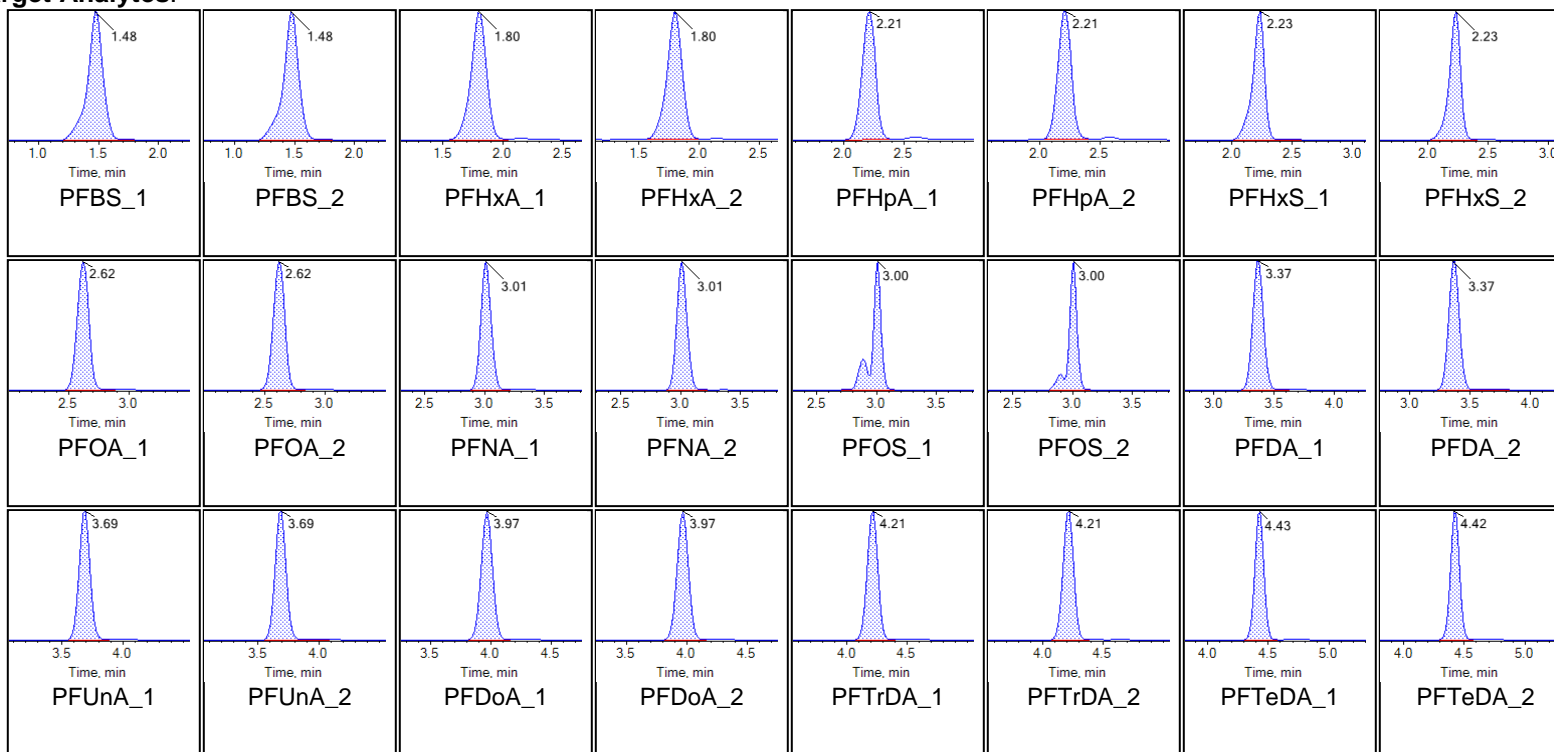 rget Analytes:
1.48 1.48 1.80 1.80 2.21 2.21 2.23 2.23
1.0 1.5 2.0 1.0 1.5 2.0 1.5 2.0 2.5 1.5 2.0 2.5 2.0 2.5 2.0 2.5 2.0 2.5 3.0 2.0 2.5 3.0
Time, min Time, min Time, min Time, min Time, min Time, min Time, min Time, min
PFBS_1 PFBS_2 PFHxA_1 PFHxA_2 PFHpA_1 PFHpA_2 PFHxS_1 PFHxS_2
2.62 2.62 3.01 3.01 3.00 3.00 3.37 3.37
2.5 3.0 2.5 3.0 2.5 3.0 3.5 2.5 3.0 3.5 2.5 3.0 3.5 2.5 3.0 3.5 3.0 3.5 4.0 3.0 3.5 4.0
Time, min Time, min Time, min Time, min Time, min Time, min Time, min Time, min
PFOA_1 PFOA_2 PFNA_1 PFNA_2 PFOS_1 PFOS_2 PFDA_1 PFDA_2
3.69 3.69 3.97 3.97 4.21 4.21 4.43 4.42
3.5 4.0 3.5 4.0 3.5 4.0 4.5 3.5 4.0 4.5 4.0 4.5 4.0 4.5 4.0 4.5 5.0 4.0 4.5 5.0
Time, min Time, min Time, min Time, min Time, min Time, min Time, min Time, min
PFUnA_1 PFUnA_2 PFDoA_1 PFDoA_2 PFTrDA_1 PFTrDA_2 PFTeDA_1 PFTeDA_2